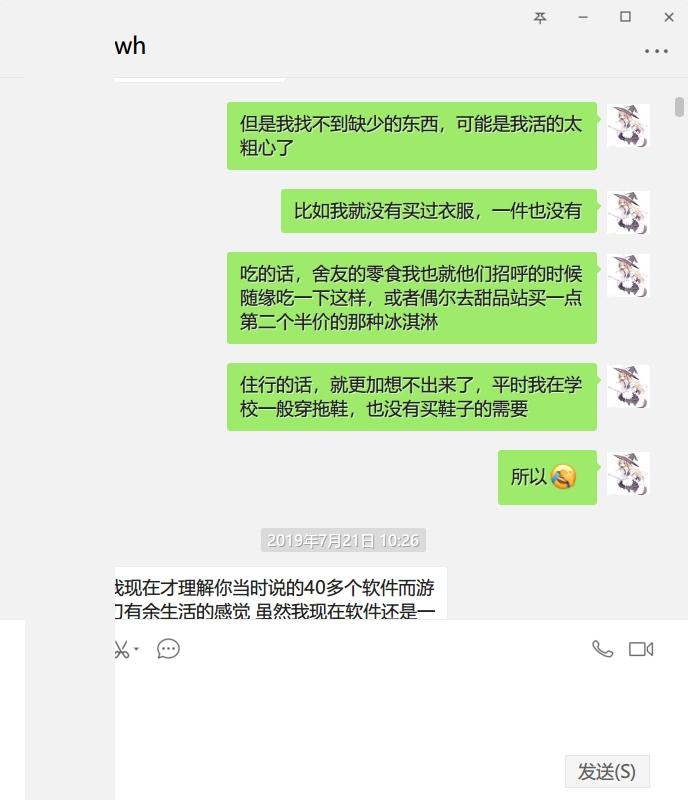 wh
但是我找不到缺少的东西，可能是我活的太
粗心了
比如我就没有买过衣服，一件也没有
吃的话，舍友的零食我也就他们招呼的时候
随缘吃一下这样，或者偶尔去甜品站买一点
第二个半价的那种冰淇淋
住行的话，就更加想不出来了，平时我在学
校一般穿拖鞋，也没有买鞋子的需要
所以
2019年7月21日 10:26
我现在才理解你当时说的40多个软件而游
刃有余生活的感觉 虽然我现在软件还是一
发送(S)